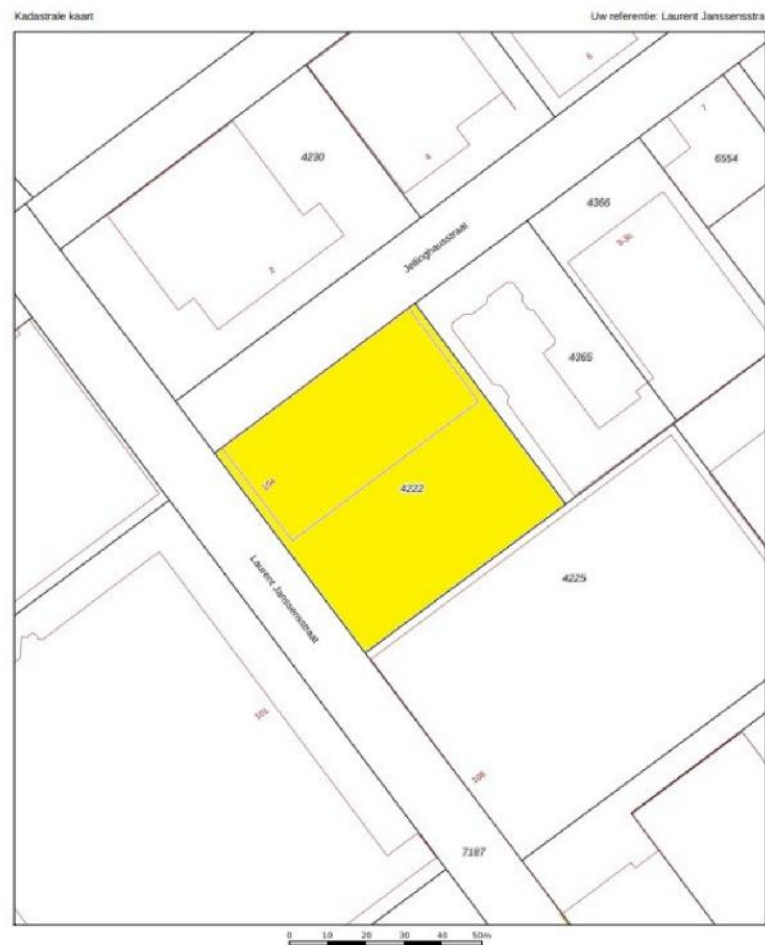 Kadastrale kaart
Uw referentie: Laurent Janssensstra
6
7
4230
4
6554
4366
3-3c
Jellinghausstraat
2
4365
104
4222
Laurent Janssensstraat
4225
101
108
7187
0 10 20 30 40 50m